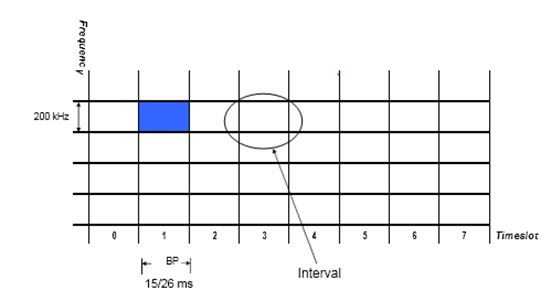 Frequency
200 kHz
0 1 2 3 4 5 6 7 Timeslot
BP
15/26 ms
Interval